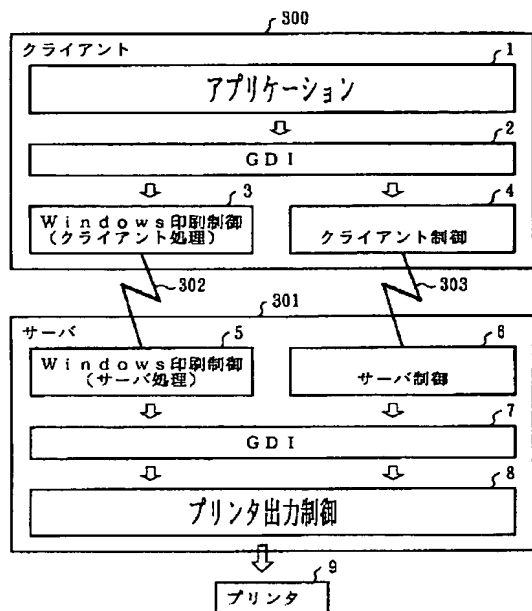 300
クライアント
1
アプリケーション
2
GDI
3
4
Windows印刷制御
(クライアント処理)
クライアント制御
302
303
301
サーバ
5
6
Windows印刷制御
(サーバ処理)
サーバ制御
7
GDI
8
プリンタ出力制御
9
プリンタ